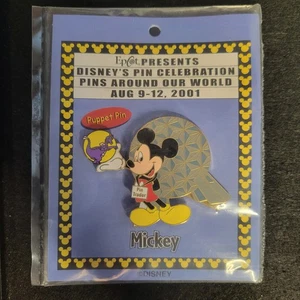 Epcot PRESENTS
DISNEY'S PIN CELEBRATION
PINS AROUND OUR WORLD
AUG 9-12, 2001
Puppet Pin
Mickey
©DISNEY